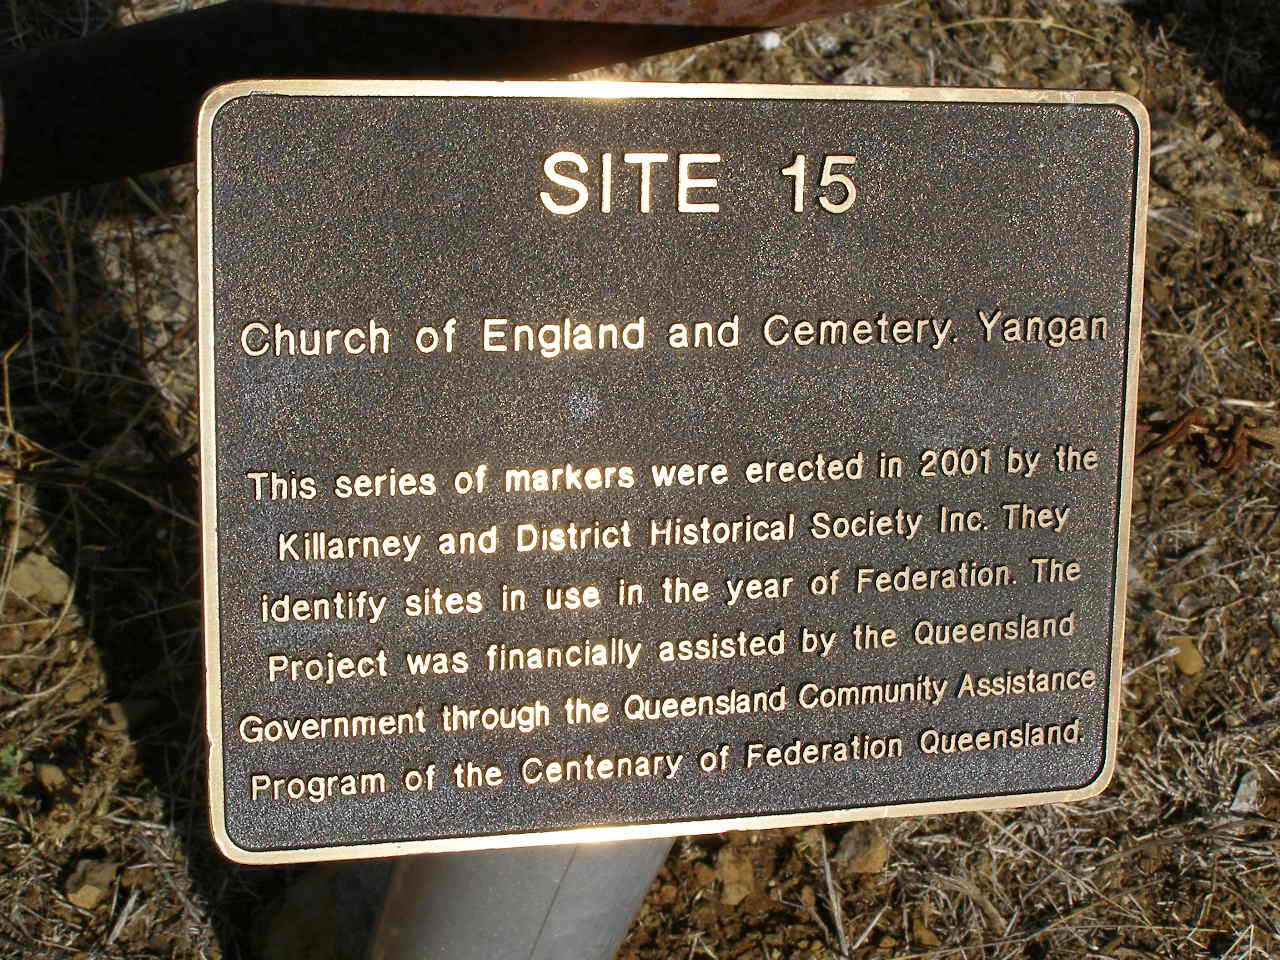 SITE 15
Church of England and Cemetery. Yangan
This series of markers were erected in 2001 by the
Killarney and District Historical Society Inc. They
identify sites in use in the year of Federation. The
Project was financially assisted by the Queensland
Government through the Queensland Community Assistance
Program of the Centenary of Federation Queensland.